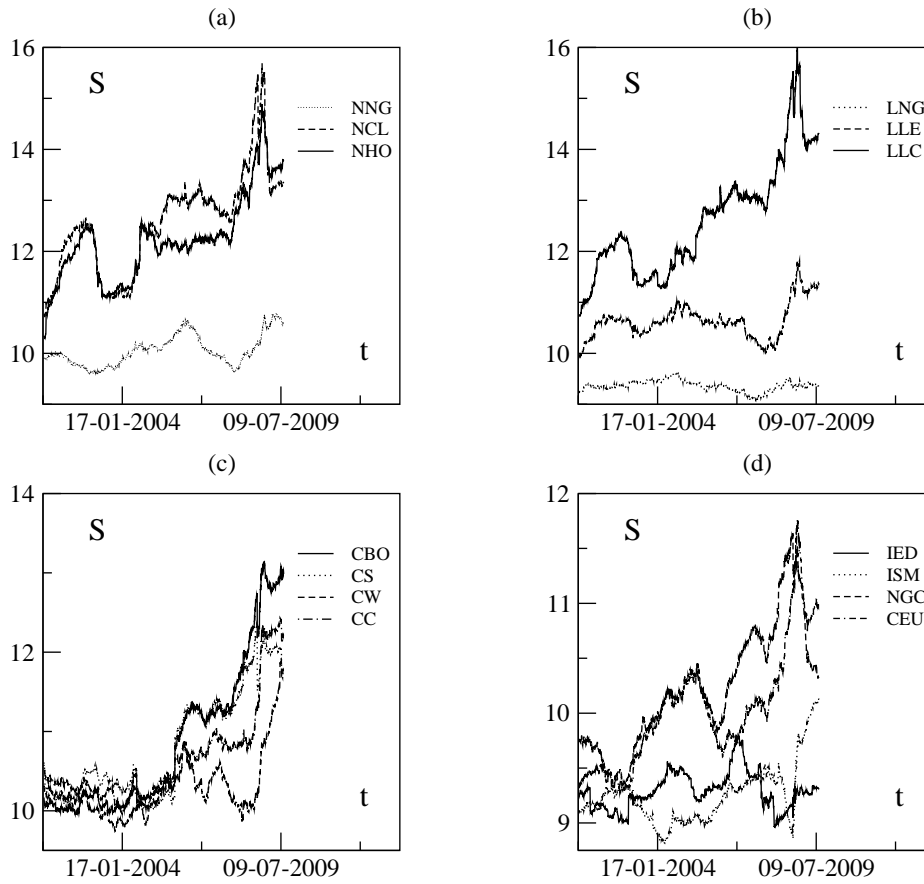 (a)
16
S
NNG
NCL
NHO
14
12
10
t
17-01-2004 09-07-2009
(b)
16
S
LNG
LLE
LLC
14
12
10
t
17-01-2004 09-07-2009
(c)
14
S
CBO
CS
CW
CC
12
10
t
17-01-2004 09-07-2009
(d)
12
S
IED
ISM
NGC
CEU
11
10
9
t
17-01-2004 09-07-2009